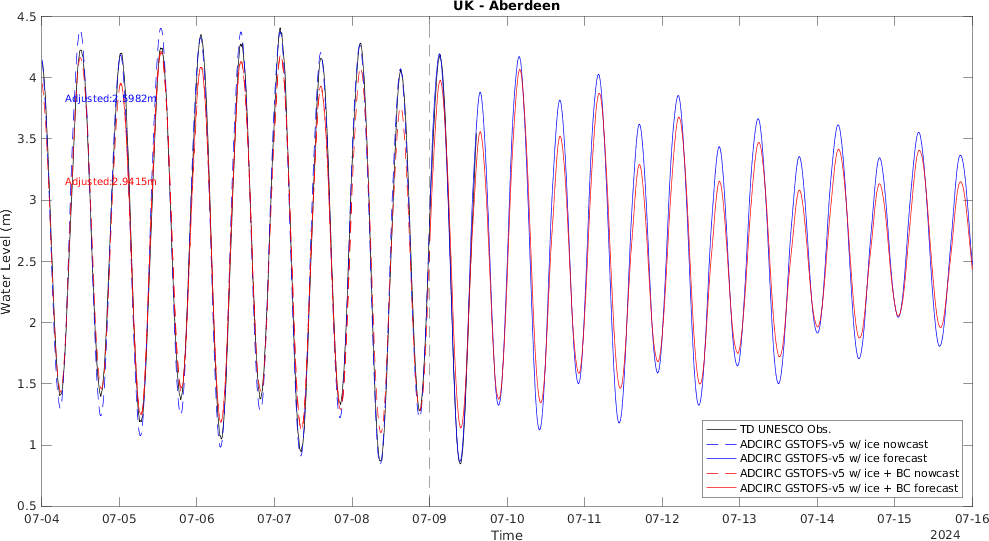 UK - Aberdeen
4.5
4
3.5
3
2.5
2
1.5
1
0.5
Water Level (m)
Adjusted:2.5982m
Adjusted:2.9415m
TD UNESCO Obs.
ADCIRC GSTOFS-v5 w/ ice nowcast
ADCIRC GSTOFS-v5 w/ ice forecast
ADCIRC GSTOFS-v5 w/ ice + BC nowcast
ADCIRC GSTOFS-v5 w/ ice + BC forecast
07-04 07-05 07-06 07-07 07-08 07-09 07-10 07-11 07-12 07-13 07-14 07-15 07-16
Time
2024